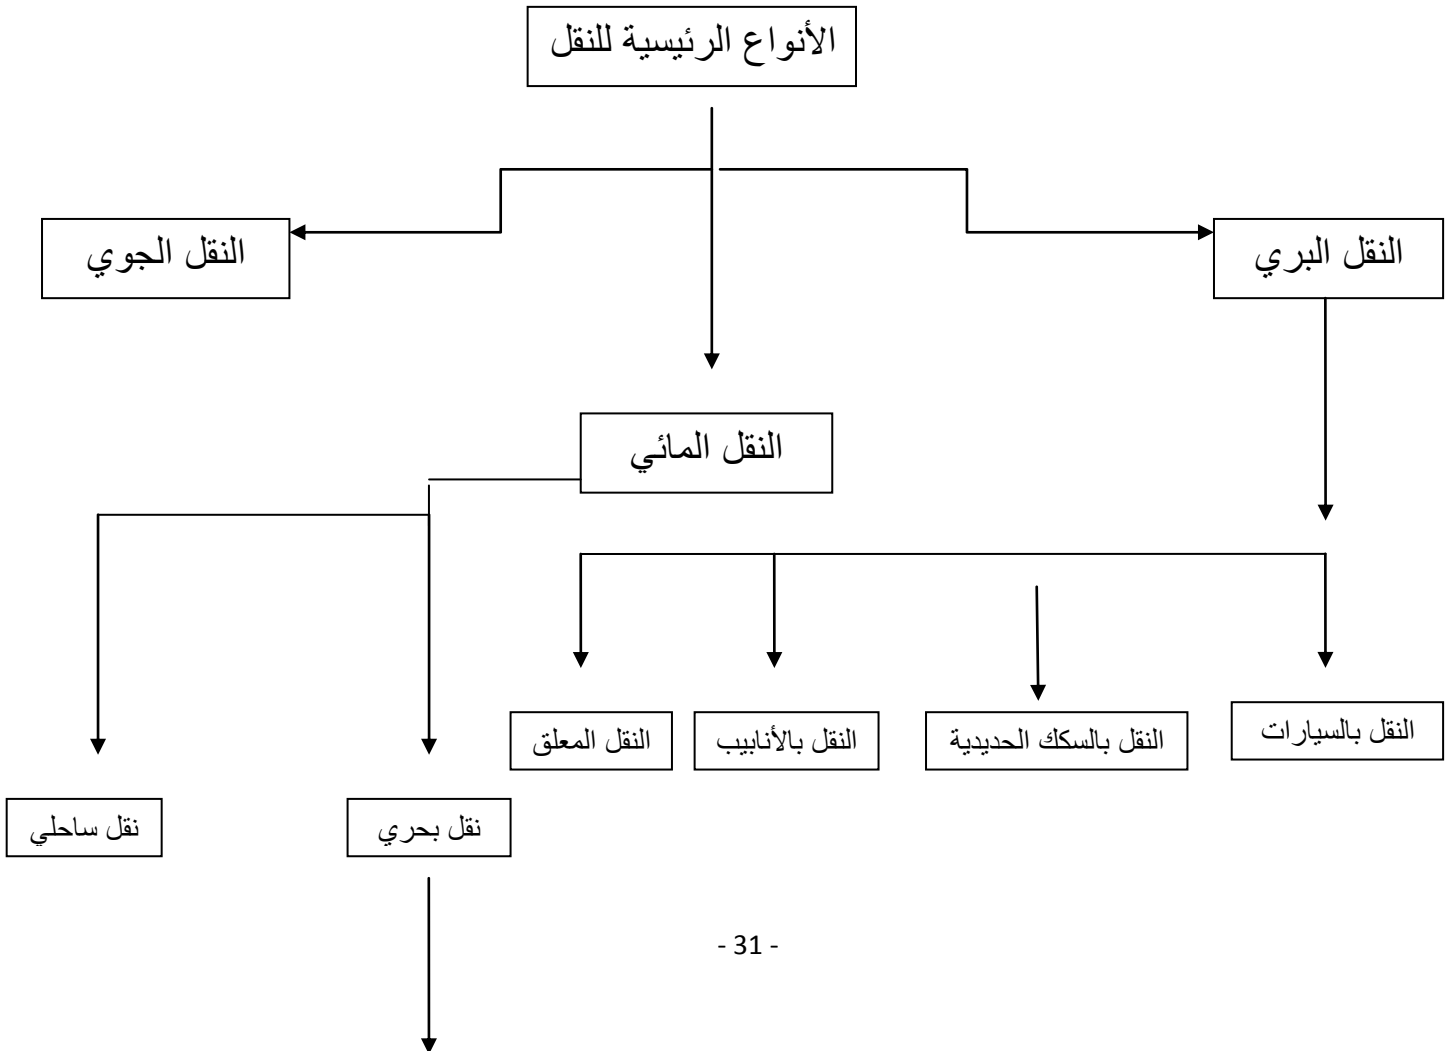 الأنواع الرئيسية للنقل
النقل البري
النقل الجوي
النقل المائي
النقل بالسيارات
النقل بالسكك الحديدية
النقل بالأنابيب
النقل المعلق
نقل بحري
نقل ساحلي
- 31 -